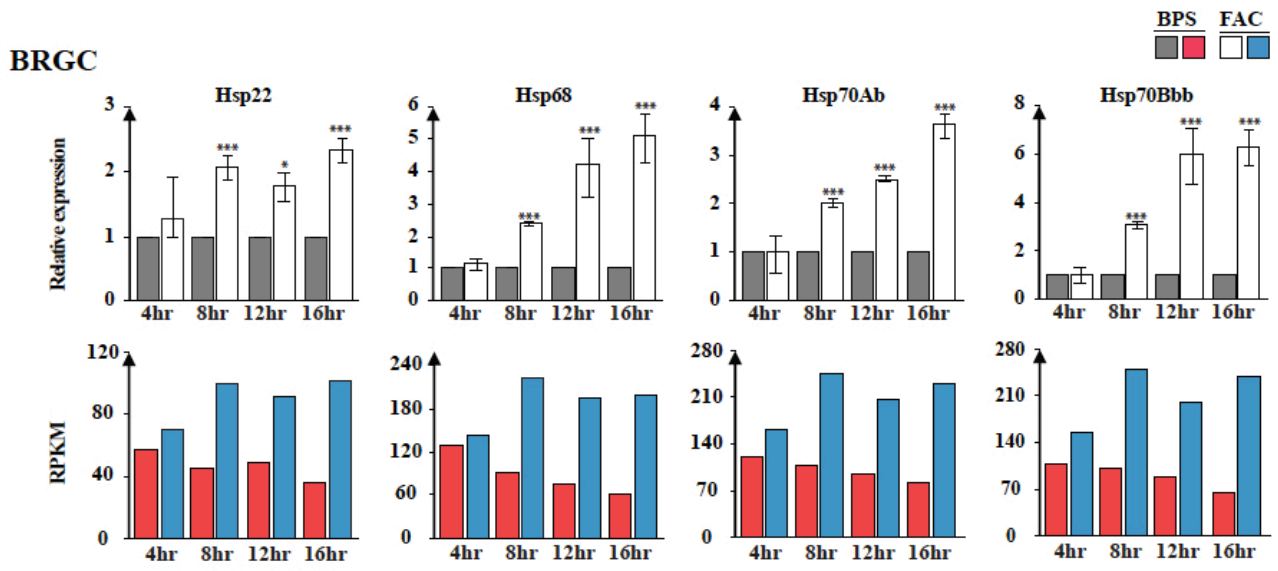 BPS FAC
BRGC
Hsp22 Hsp68 Hsp70Ab Hsp70Bbb
Relative expression
3
2
1
0
*** * ***
4hr 8hr 12hr 16hr
6
5
4
3
2
1
0
*** *** ***
4hr 8hr 12hr 16hr
4
3
2
1
0
*** *** ***
4hr 8hr 12hr 16hr
8
6
4
2
0
*** *** ***
4hr 8hr 12hr 16hr
RPKM
120
80
40
0
4hr 8hr 12hr 16hr
240
180
120
60
0
4hr 8hr 12hr 16hr
280
210
140
70
0
4hr 8hr 12hr 16hr
280
210
140
70
0
4hr 8hr 12hr 16hr